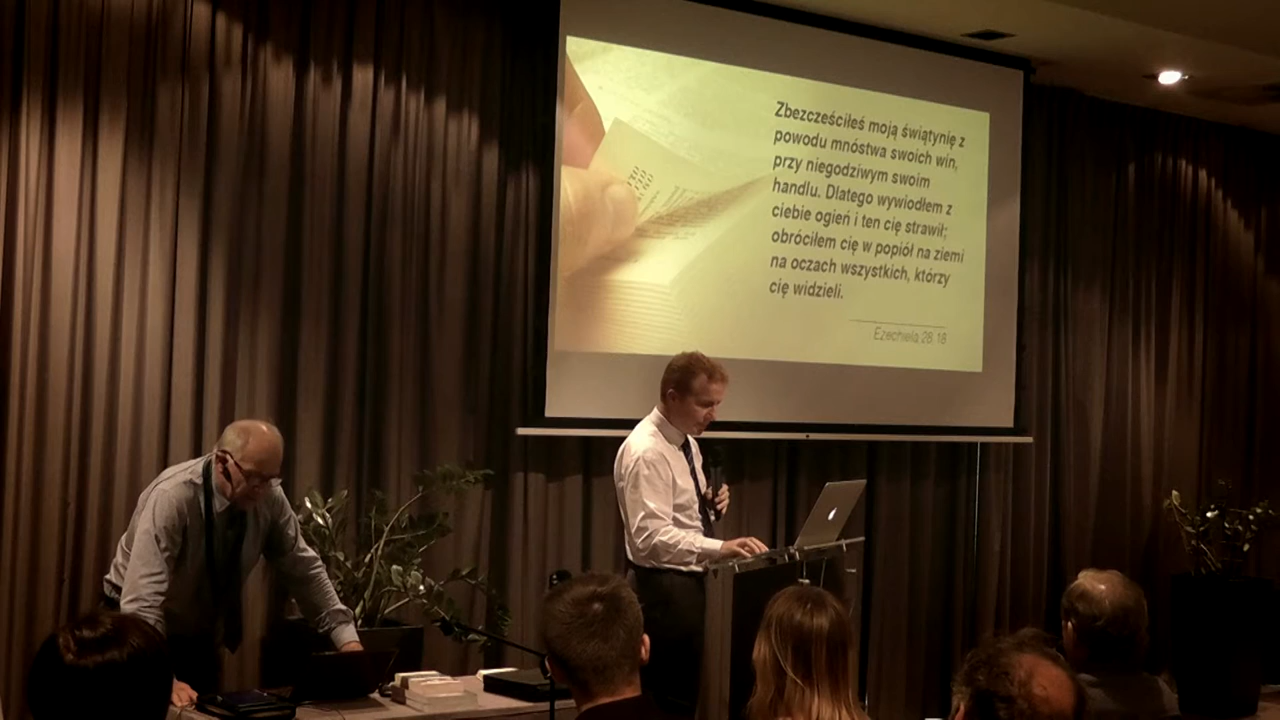 Zbezcześciłeś moją świątynię z
powodu mnóstwa swoich win,
przy niegodziwym swoim
handlu. Dlatego wywiodłem z
ciebie ogień i ten cię strawił;
obróciłem cię w popiół na ziemi
na oczach wszystkich, którzy
cię widzieli.
Ezechiela 28 18